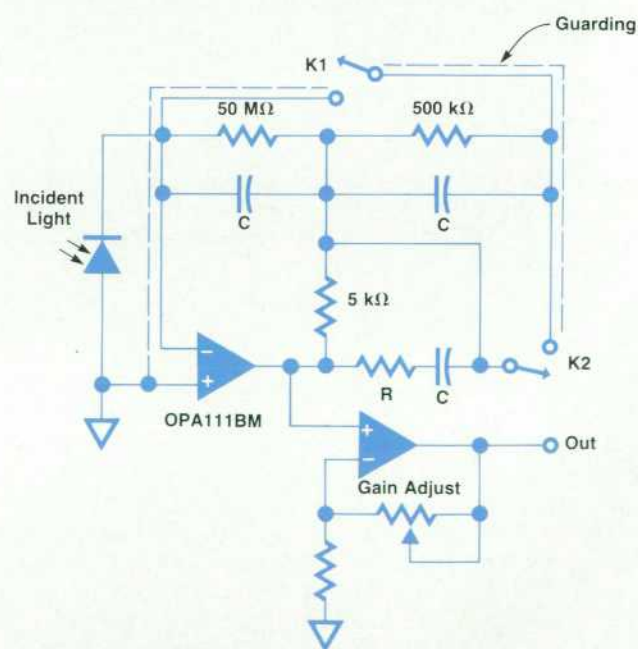 Guarding
K1
50 MΩ
500 kΩ
C
C
Incident
Light
5 kΩ
−
+
R
C
K2
OPA111BM
+
−
Out
Gain Adjust